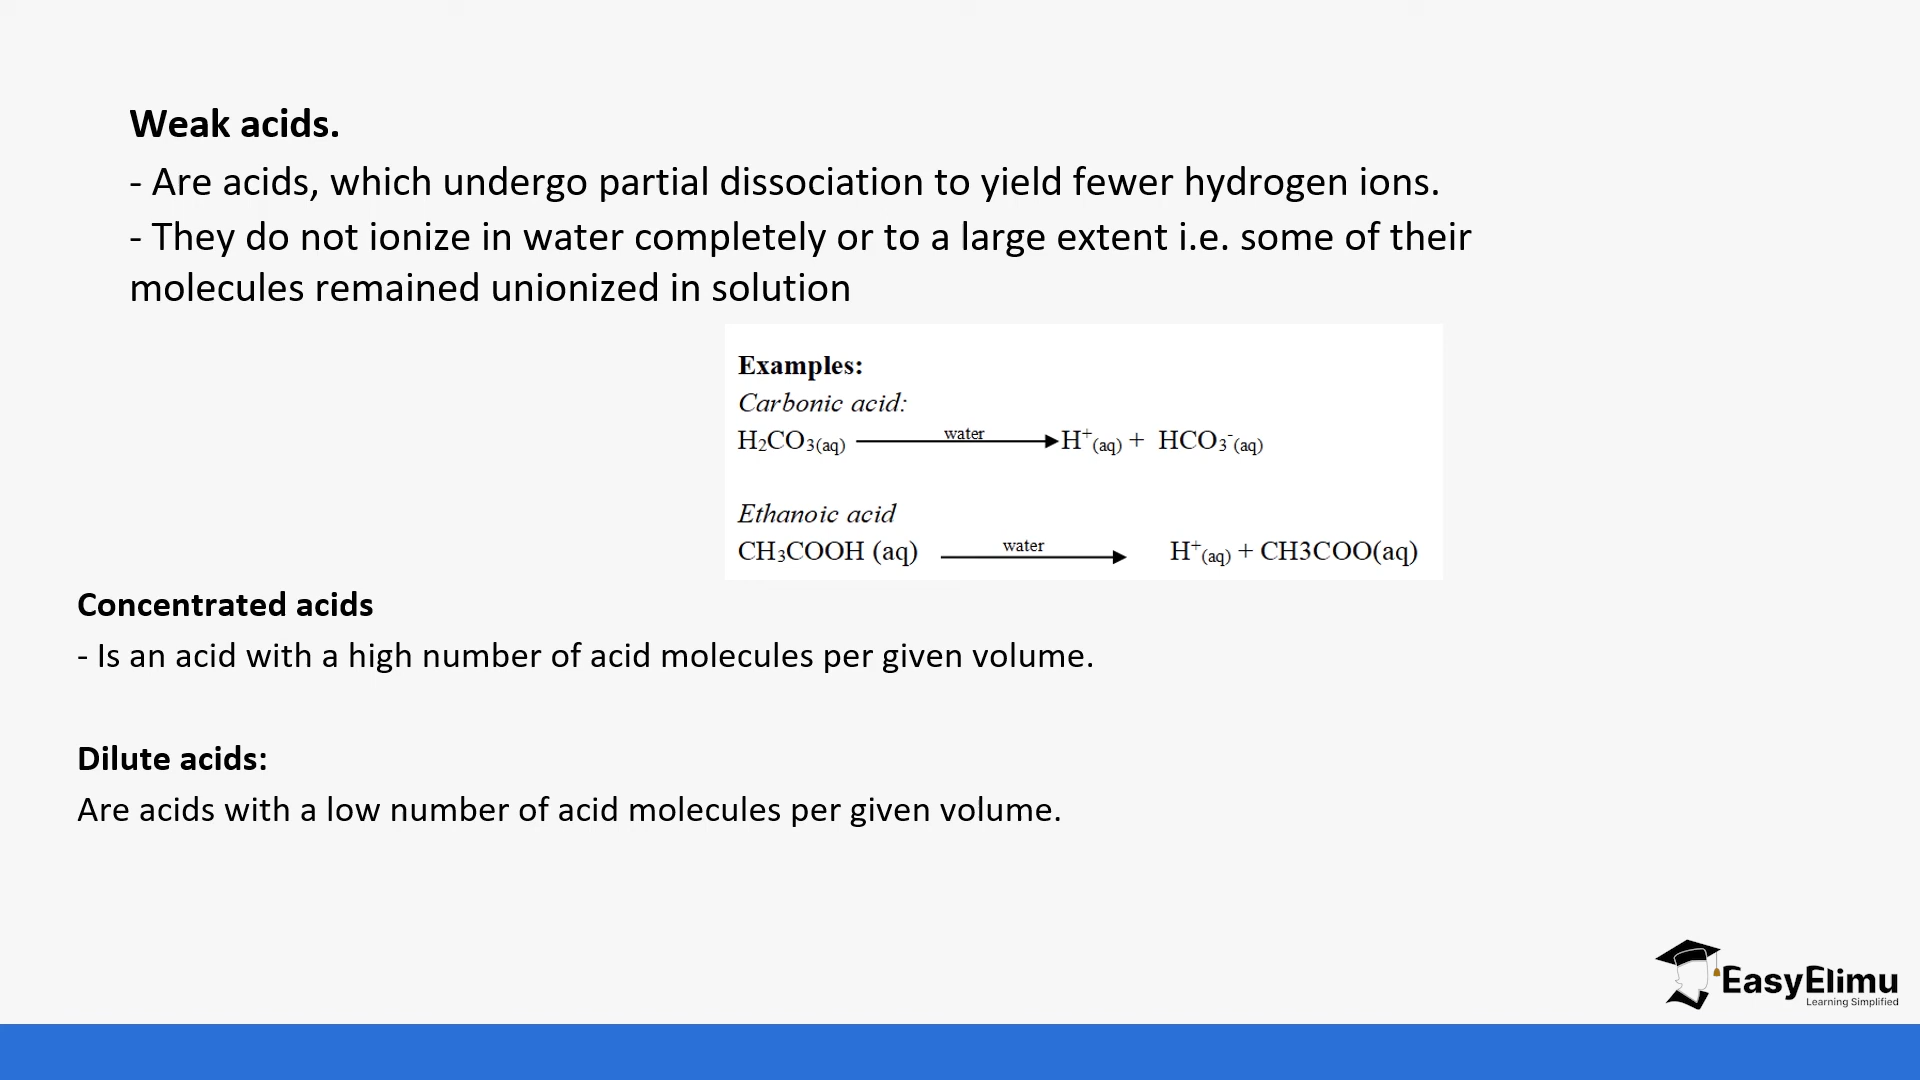 Weak acids.
- Are acids, which undergo partial dissociation to yield fewer hydrogen ions.
- They do not ionize in water completely or to a large extent i.e. some of their
molecules remained unionized in solution
Examples:
Carbonic acid:
H₂CO₃(aq) water H⁺(aq) + HCO₃⁻(aq)
Ethanoic acid
CH₃COOH (aq) water H⁺(aq) + CH3COO(aq)
Concentrated acids
- Is an acid with a high number of acid molecules per given volume.
Dilute acids:
Are acids with a low number of acid molecules per given volume.
EasyElimu
Learning Simplified